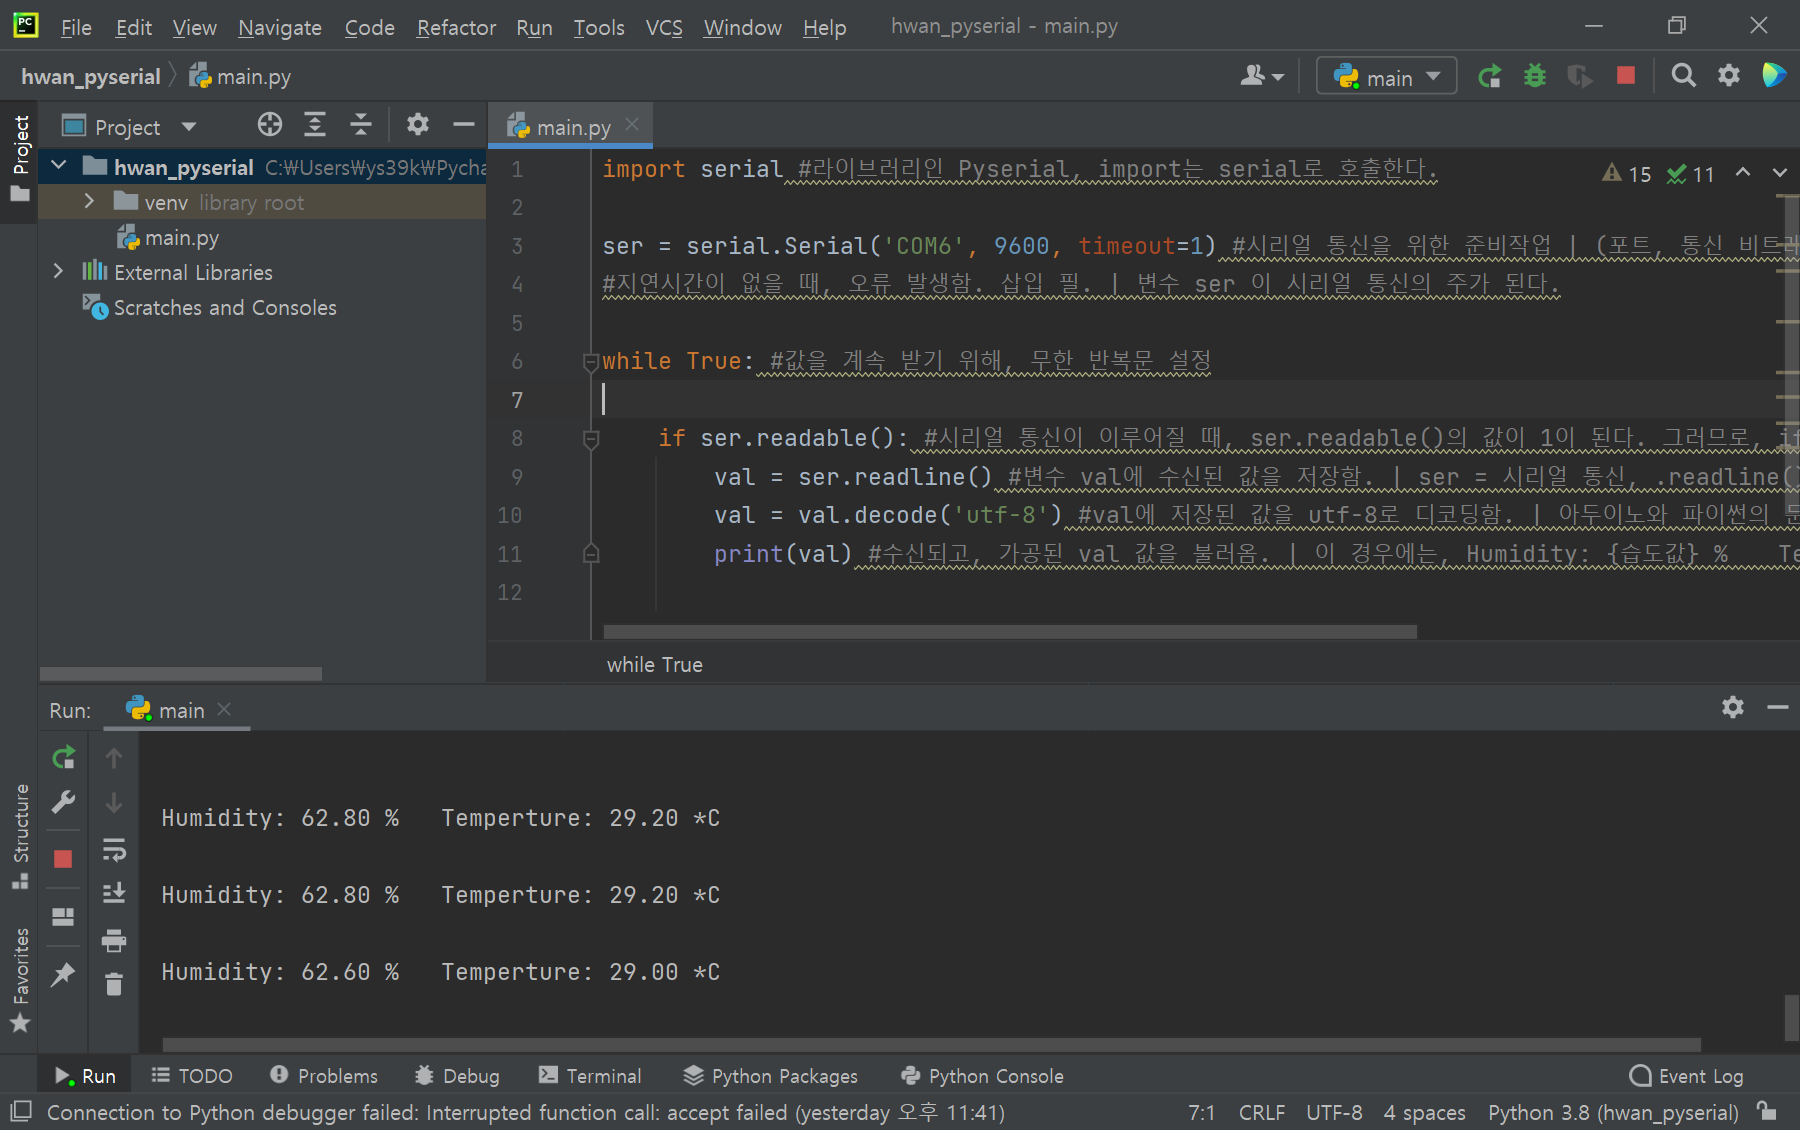 File Edit View Navigate Code Refactor Run Tools VCS Window Help hwan_pyserial - main.py
hwan_pyserial main.py main
Project
Project main.py
hwan_pyserial C:₩Users₩ys39k₩Pycha
venv library root
main.py
External Libraries
Scratches and Consoles
15 11
1 import serial #라이브러리인 Pyserial, import는 serial로 호출한다.
2
3 ser = serial.Serial('COM6', 9600, timeout=1) #시리얼 통신을 위한 준비작업 | (포트, 통신 비트레
4 #지연시간이 없을 때, 오류 발생함. 삽입 필. | 변수 ser 이 시리얼 통신의 주가 된다.
5
6 while True: #값을 계속 받기 위해, 무한 반복문 설정
7
8 if ser.readable(): #시리얼 통신이 이루어질 때, ser.readable()의 값이 1이 된다. 그러므로, if
9 val = ser.readline() #변수 val에 수신된 값을 저장함. | ser = 시리얼 통신, .readline()
10 val = val.decode('utf-8') #val에 저장된 값을 utf-8로 디코딩함. | 아두이노와 파이썬의 문
11 print(val) #수신되고, 가공된 val 값을 불러옴. | 이 경우에는, Humidity: {습도값} % Te
12
while True
Run: main
Structure
Favorites
Humidity: 62.80 % Temperture: 29.20 *C
Humidity: 62.80 % Temperture: 29.20 *C
Humidity: 62.60 % Temperture: 29.00 *C
Run TODO Problems Debug Terminal Python Packages Python Console Event Log
Connection to Python debugger failed: Interrupted function call: accept failed (yesterday 오후 11:41) 7:1 CRLF UTF-8 4 spaces Python 3.8 (hwan_pyserial)